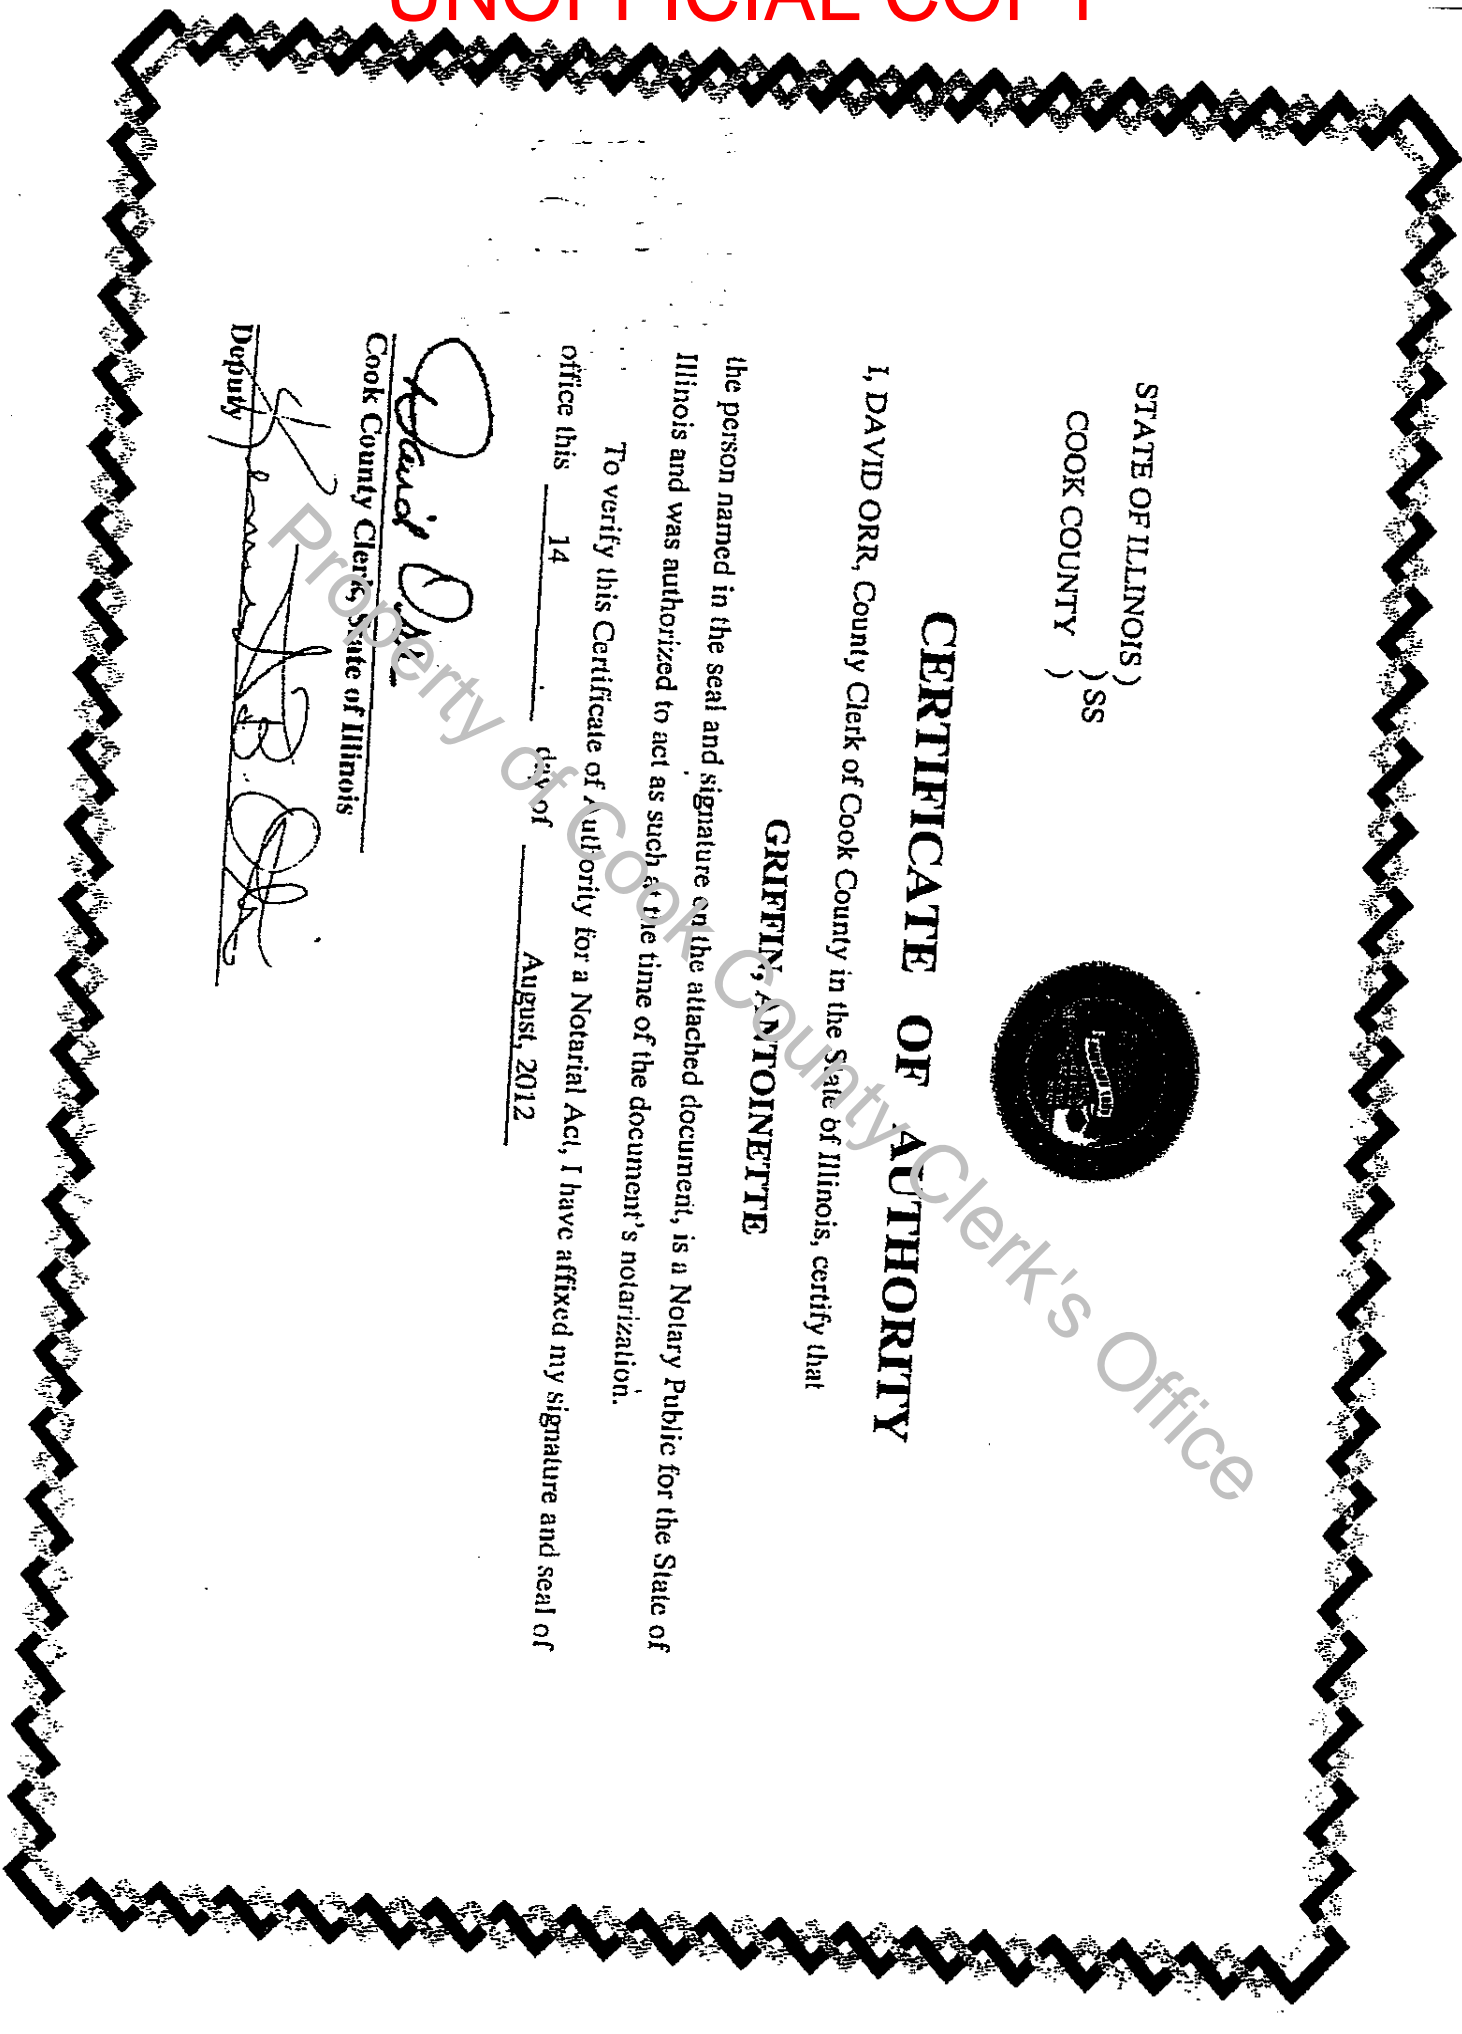 UNOFFICIAL COPY
STATE OF ILLINOIS )
) SS
COOK COUNTY )
CERTIFICATE OF AUTHORITY
I, DAVID ORR, County Clerk of Cook County in the State of Illinois, certify that
GRIFFIN, ANTOINETTE
the person named in the seal and signature on the attached document, is a Notary Public for the State of
Illinois and was authorized to act as such at the time of the document's notarization.
To verify this Certificate of Authority for a Notarial Act, I have affixed my signature and seal of
office this 14 day of August, 2012
David Orr
Cook County Clerk, State of Illinois
Deputy
Property of Cook County Clerk's Office